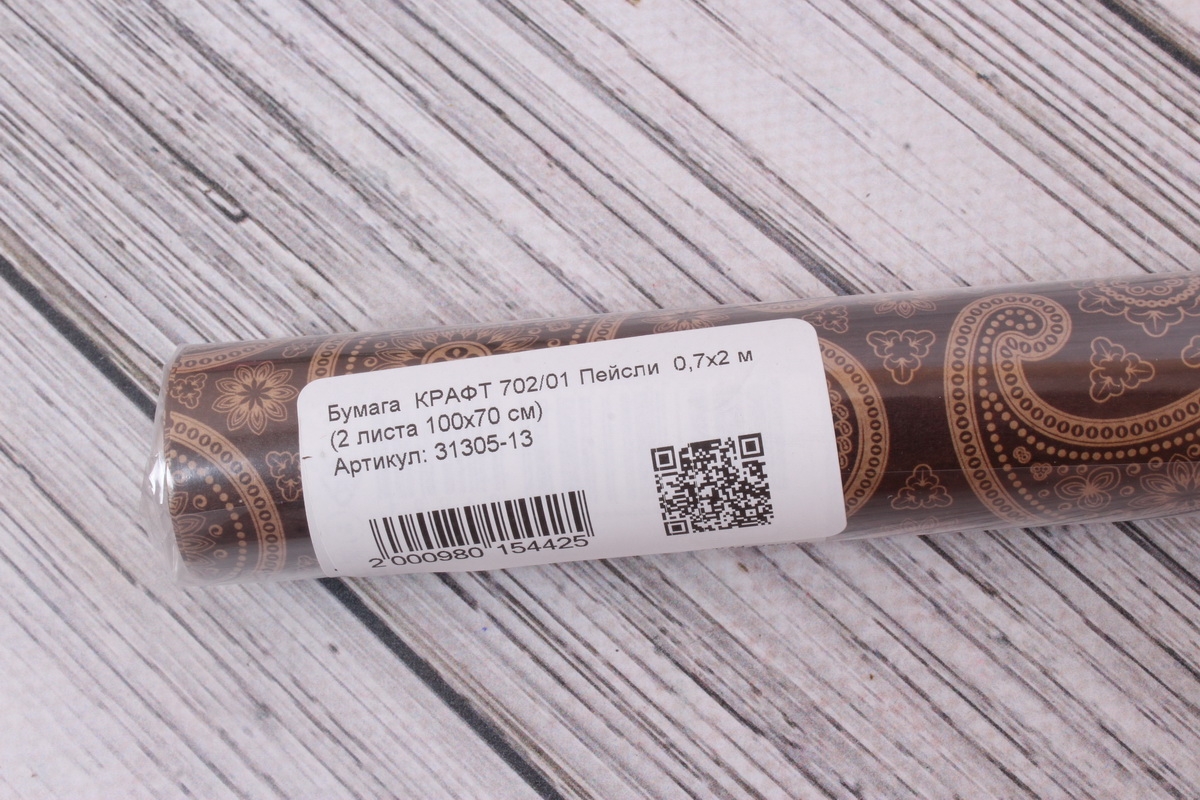 Бумага КРАФТ 702/01 Пейсли 0,7х2 м
(2 листа 100х70 см)
Артикул: 31305-13
2 000980 154425